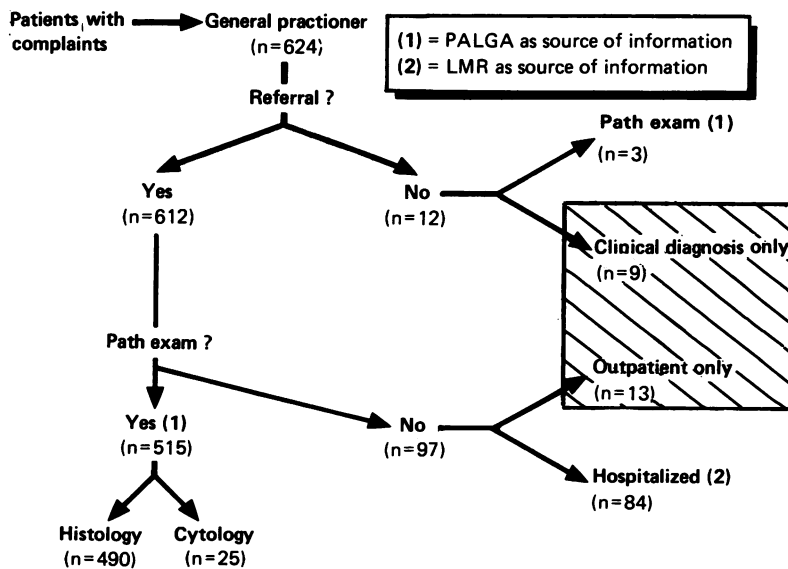 Patients with
complaints
General practioner
(n=624)
(1) = PALGA as source of information
(2) = LMR as source of information
Referral ?
Path exam (1)
(n=3)
Yes
(n=612)
No
(n=12)
Clinical diagnosis only
(n=9)
Path exam ?
Outpatient only
(n=13)
Yes (1)
(n=515)
No
(n=97)
Hospitalized (2)
(n=84)
Histology
(n=490)
Cytology
(n=25)